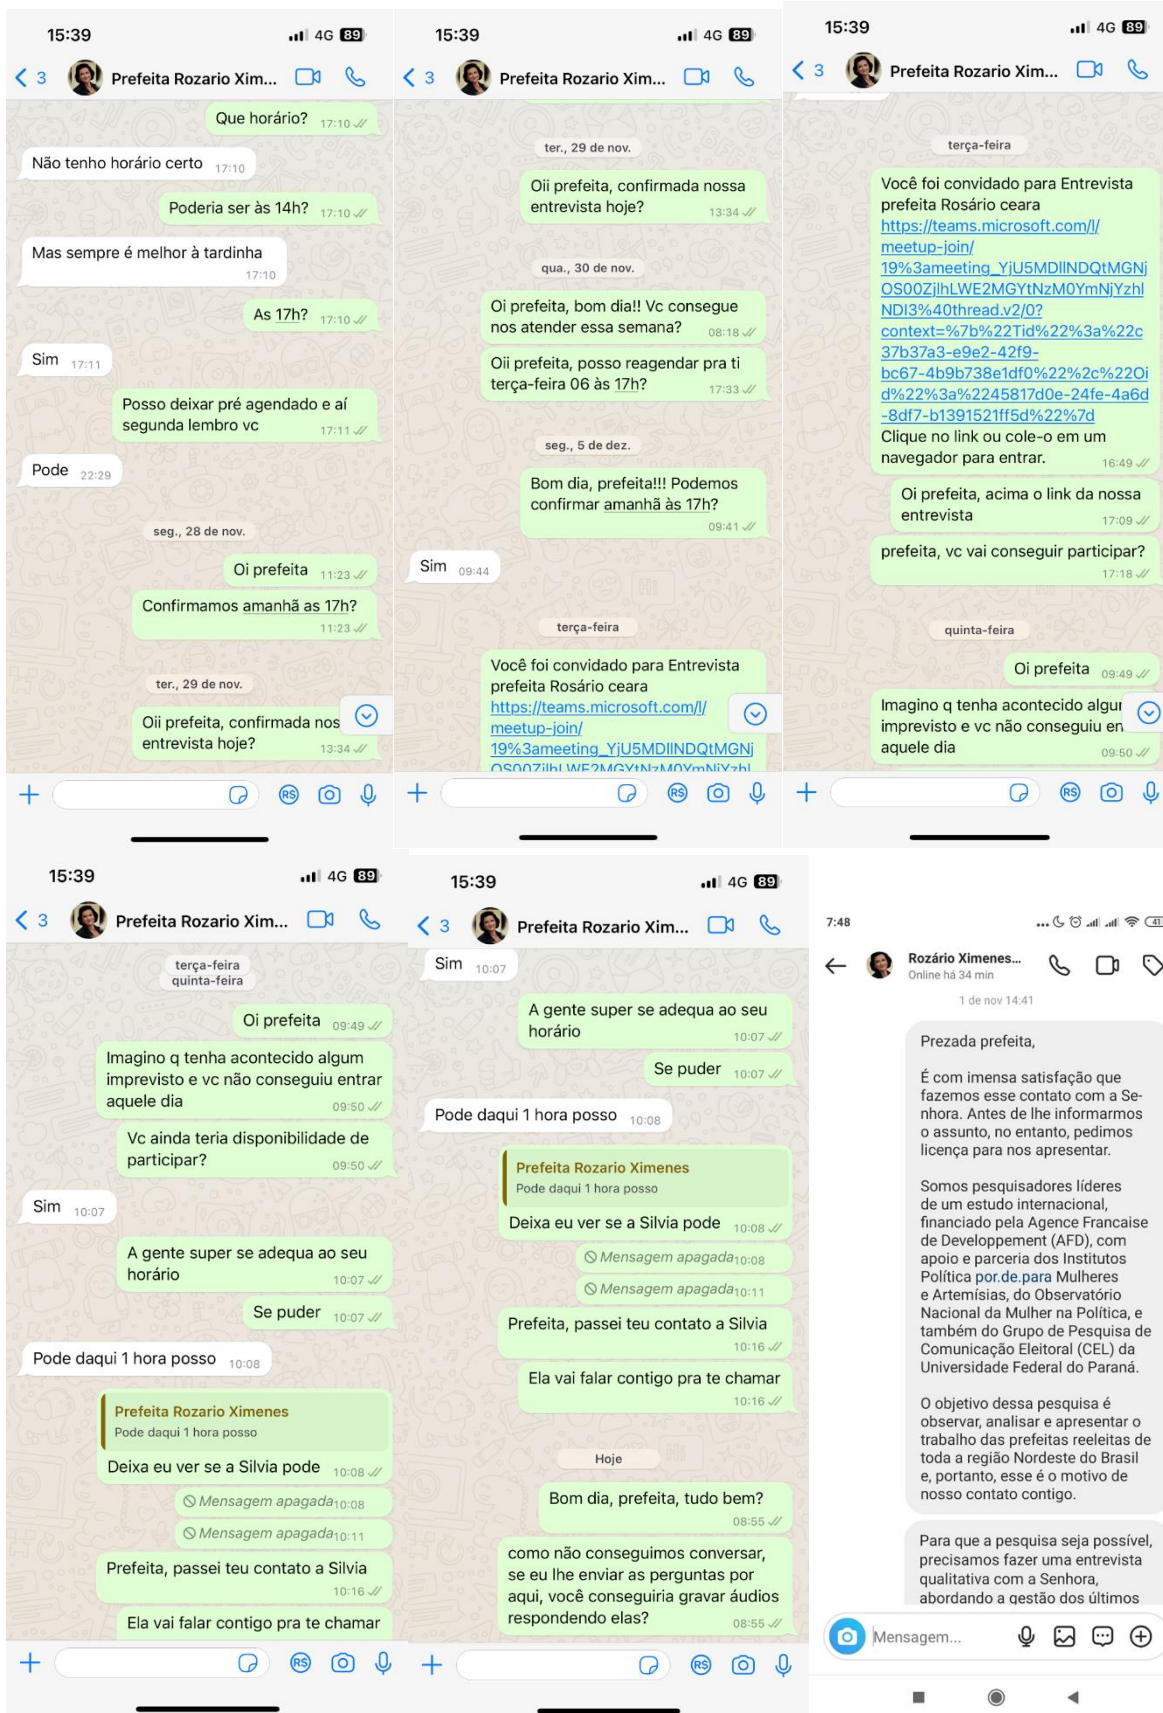 15:39
4G 89
3 Prefeita Rozario Xim...
Que horário? 17:10
Não tenho horário certo 17:10
Poderia ser às 14h? 17:10
Mas sempre é melhor à tardinha
17:10
As 17h? 17:10
Sim 17:11
Posso deixar pré agendado e aí
segunda lembro vc 17:11
Pode 22:29
seg., 28 de nov.
Oi prefeita 11:23
Confirmamos amanhã as 17h?
11:23
ter., 29 de nov.
Oii prefeita, confirmada nos
entrevista hoje? 13:34
R$
15:39
4G 89
3 Prefeita Rozario Xim...
ter., 29 de nov.
Oii prefeita, confirmada nossa
entrevista hoje? 13:34
qua., 30 de nov.
Oi prefeita, bom dia!! Vc consegue
nos atender essa semana? 08:18
Oii prefeita, posso reagendar pra ti
terça-feira 06 às 17h? 17:33
seg., 5 de dez.
Bom dia, prefeita!!! Podemos
confirmar amanhã às 17h?
09:41
Sim 09:44
terça-feira
Você foi convidado para Entrevista
prefeita Rosário ceara
https://teams.microsoft.com/l/
meetup-join/
19%3ameeting_YjU5MDllNDQtMGNj
R$
15:39
4G 89
3 Prefeita Rozario Xim...
terça-feira
Você foi convidado para Entrevista
prefeita Rosário ceara
https://teams.microsoft.com/l/
meetup-join/
19%3ameeting_YjU5MDllNDQtMGNj
OS00ZjlhLWE2MGYtNzM0YmNjYzhl
NDI3%40thread.v2/0?
context=%7b%22Tid%22%3a%22c
37b37a3-e9e2-42f9-
bc67-4b9b738e1df0%22%2c%22Oi
d%22%3a%2245817d0e-24fe-4a6d
-8df7-b1391521ff5d%22%7d
Clique no link ou cole-o em um
navegador para entrar. 16:49
Oi prefeita, acima o link da nossa
entrevista 17:09
prefeita, vc vai conseguir participar?
17:18
quinta-feira
Oi prefeita 09:49
Imagino q tenha acontecido algu
imprevisto e vc não conseguiu en
aquele dia 09:50
R$
15:39
4G 89
3 Prefeita Rozario Xim...
terça-feira
quinta-feira
Oi prefeita 09:49
Imagino q tenha acontecido algum
imprevisto e vc não conseguiu entrar
aquele dia 09:50
Vc ainda teria disponibilidade de
participar? 09:50
Sim 10:07
A gente super se adequa ao seu
horário 10:07
Se puder 10:07
Pode daqui 1 hora posso 10:08
Prefeita Rozario Ximenes
Pode daqui 1 hora posso
Deixa eu ver se a Silvia pode 10:08
Mensagem apagada 10:08
Mensagem apagada 10:11
Prefeita, passei teu contato a Silvia
10:16
Ela vai falar contigo pra te chamar
R$
15:39
4G 89
3 Prefeita Rozario Xim...
Sim 10:07
A gente super se adequa ao seu
horário 10:07
Se puder 10:07
Pode daqui 1 hora posso 10:08
Prefeita Rozario Ximenes
Pode daqui 1 hora posso
Deixa eu ver se a Silvia pode 10:08
Mensagem apagada 10:08
Mensagem apagada 10:11
Prefeita, passei teu contato a Silvia
10:16
Ela vai falar contigo pra te chamar
10:16
Hoje
Bom dia, prefeita, tudo bem?
08:55
como não conseguimos conversar,
se eu lhe enviar as perguntas por
aqui, você conseguiria gravar áudios
respondendo elas? 08:55
R$
7:48
41
Rozário Ximenes...
Online há 34 min
1 de nov 14:41
Prezada prefeita,
É com imensa satisfação que
fazemos esse contato com a Se-
nhora. Antes de lhe informarmos
o assunto, no entanto, pedimos
licença para nos apresentar.
Somos pesquisadores líderes
de um estudo internacional,
financiado pela Agence Francaise
de Developpement (AFD), com
apoio e parceria dos Institutos
Política por.de.para Mulheres
e Artemísias, do Observatório
Nacional da Mulher na Política, e
também do Grupo de Pesquisa de
Comunicação Eleitoral (CEL) da
Universidade Federal do Paraná.
O objetivo dessa pesquisa é
observar, analisar e apresentar o
trabalho das prefeitas reeleitas de
toda a região Nordeste do Brasil
e, portanto, esse é o motivo de
nosso contato contigo.
Para que a pesquisa seja possível,
precisamos fazer uma entrevista
qualitativa com a Senhora,
abordando a gestão dos últimos
Mensagem...